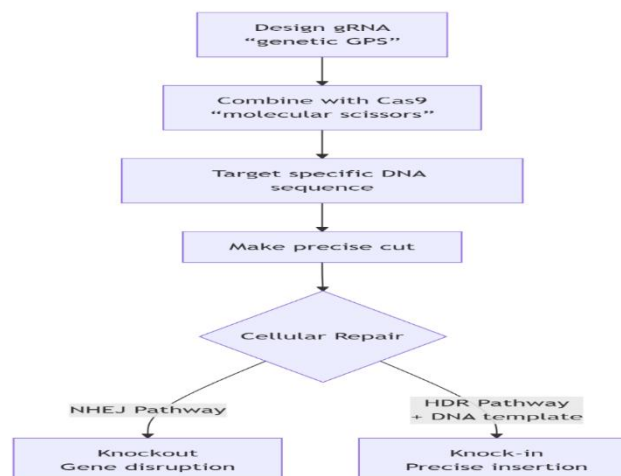 Design gRNA
“genetic GPS”
Combine with Cas9
“molecular scissors”
Target specific DNA
sequence
Make precise cut
Cellular Repair
NHEJ Pathway
HDR Pathway
+ DNA template
Knockout
Gene disruption
Knock-in
Precise insertion